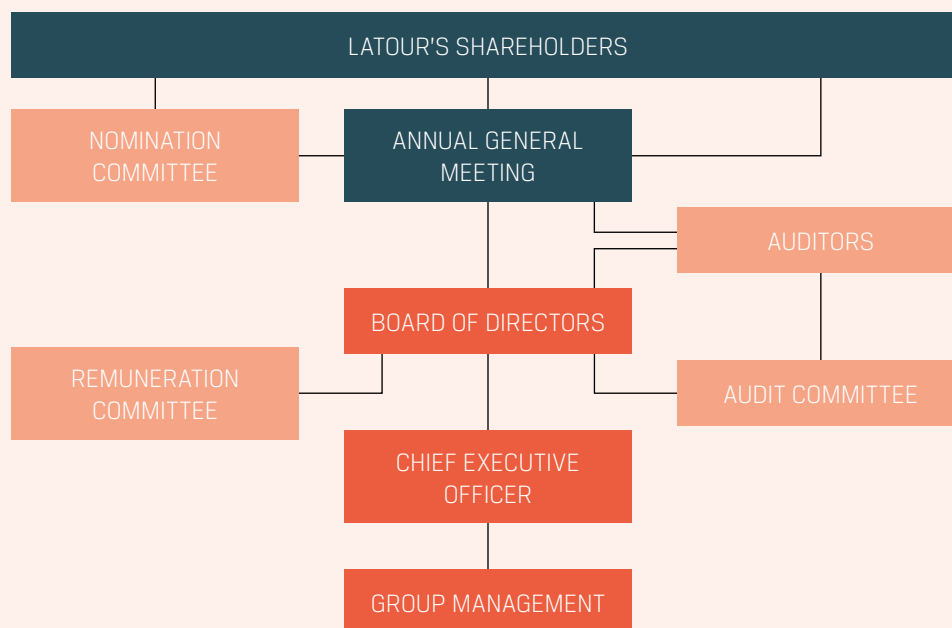 LATOUR'S SHAREHOLDERS
NOMINATION
COMMITTEE
ANNUAL GENERAL
MEETING
AUDITORS
BOARD OF DIRECTORS
REMUNERATION
COMMITTEE
AUDIT COMMITTEE
CHIEF EXECUTIVE
OFFICER
GROUP MANAGEMENT